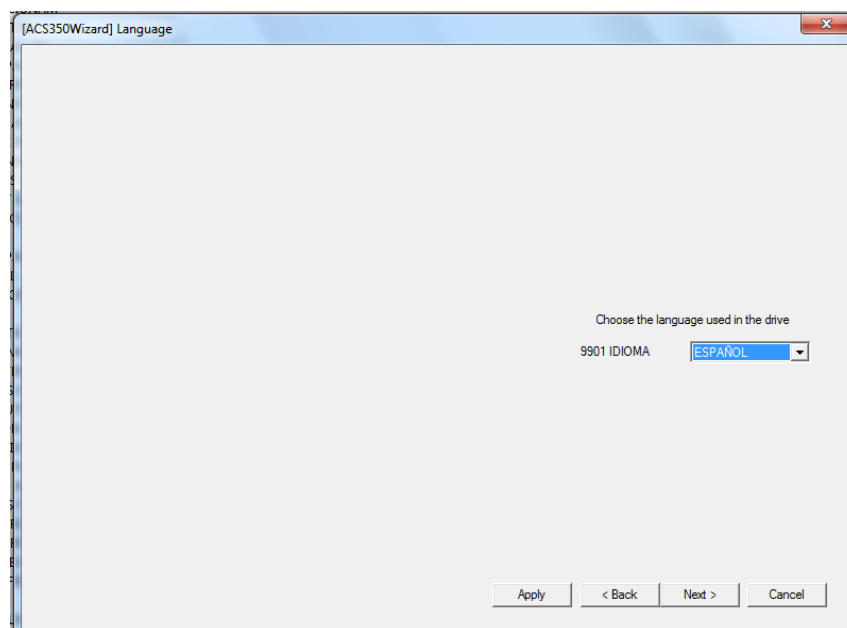 [ACS350Wizard] Language
Choose the language used in the drive
9901 IDIOMA ESPAÑOL
Apply < Back Next > Cancel